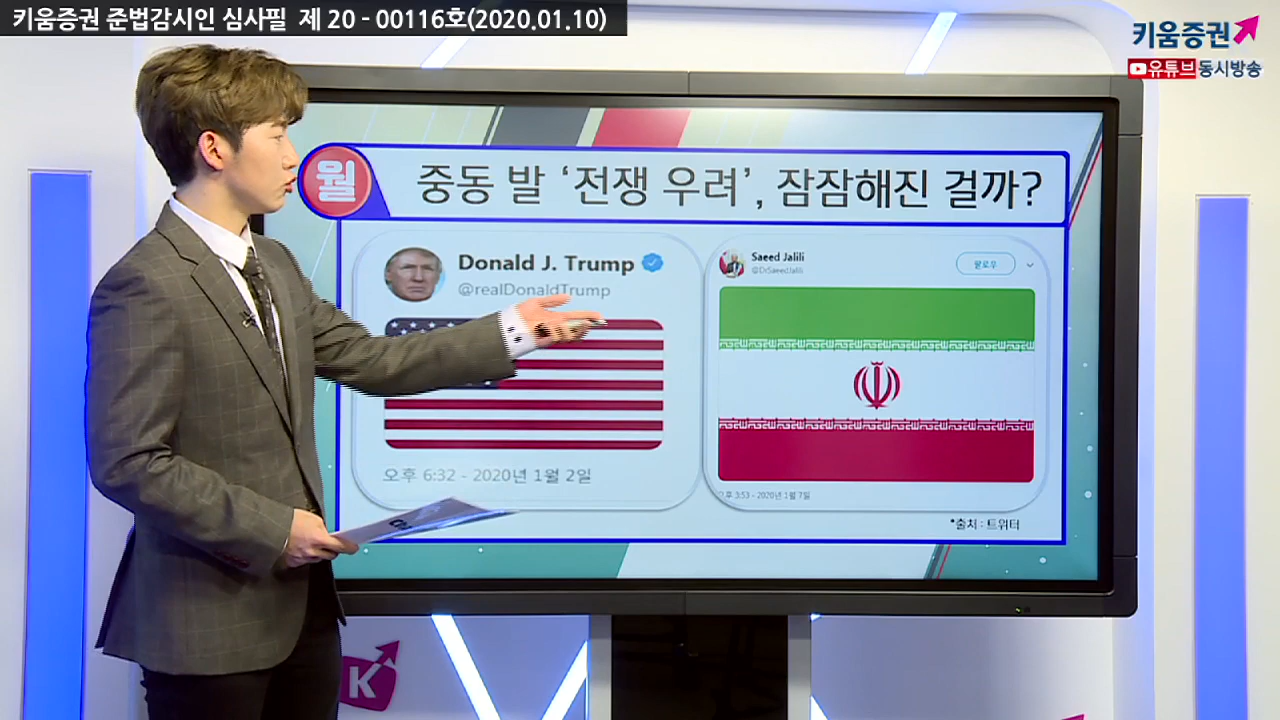 키움증권 준법감시인 심사필 제 20 - 00116호(2020.01.10)
키움증권
유튜브동시방송
월
중동 발 ‘전쟁 우려’, 잠잠해진 걸까?
Donald J. Trump
@realDonaldTrump
오후 6:32 - 2020년 1월 2일
Saeed Jalili
@DrSaeedJalili
팔로우
오후 3:53 - 2020년 1월 7일
*출처 : 트위터
K